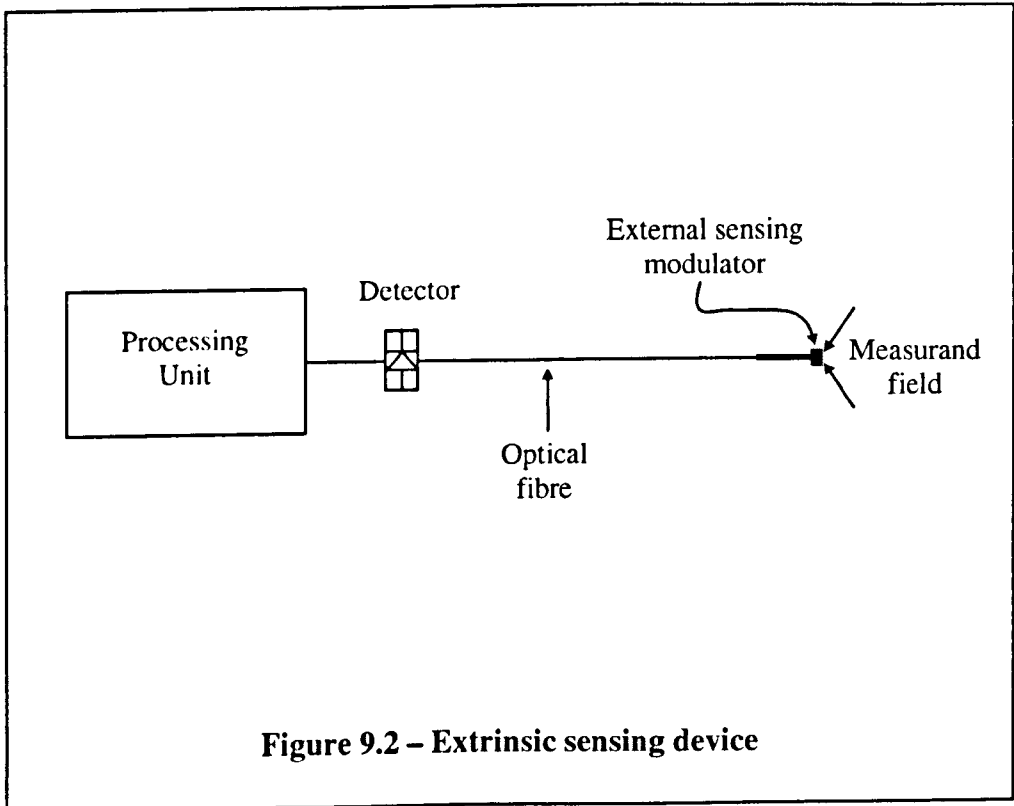 External sensing
modulator
Detector
Processing
Unit
Measurand
field
Optical
fibre
Figure 9.2 – Extrinsic sensing device